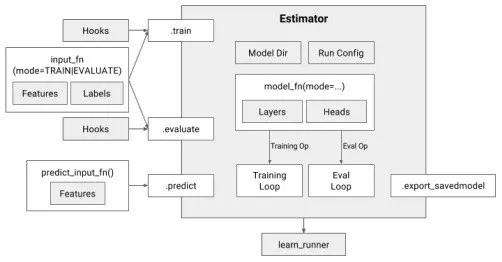 Estimator
Hooks
.train
input_fn
(mode=TRAIN|EVALUATE)
Features
Labels
Model Dir
Run Config
model_fn(mode=...)
Layers
Heads
Hooks
.evaluate
Training Op
Eval Op
predict_input_fn()
Features
.predict
Training
Loop
Eval
Loop
.export_savedmodel
learn_runner